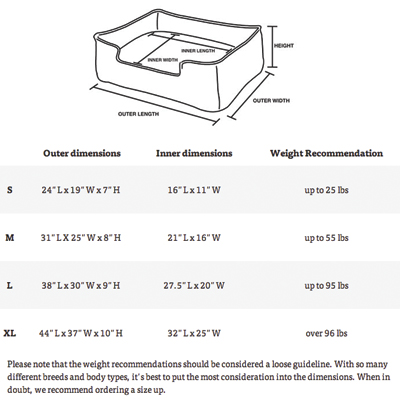 HEIGHT
INNER LENGTH
INNER WIDTH
OUTER WIDTH
OUTER LENGTH
Outer dimensions Inner dimensions Weight Recommendation
S 24" L x 19" W x 7" H 16" L x 11" W up to 25 lbs
M 31" L X 25" W x 8" H 21" L x 16" W up to 55 lbs
L 38" L x 30" W x 9" H 27.5" L x 20" W up to 95 lbs
XL 44" L x 37" W x 10" H 32" L x 25" W over 96 lbs
Please note that the weight recommendations should be considered a loose guideline. With so many
different breeds and body types, it's best to put the most consideration into the dimensions. When in
doubt, we recommend ordering a size up.